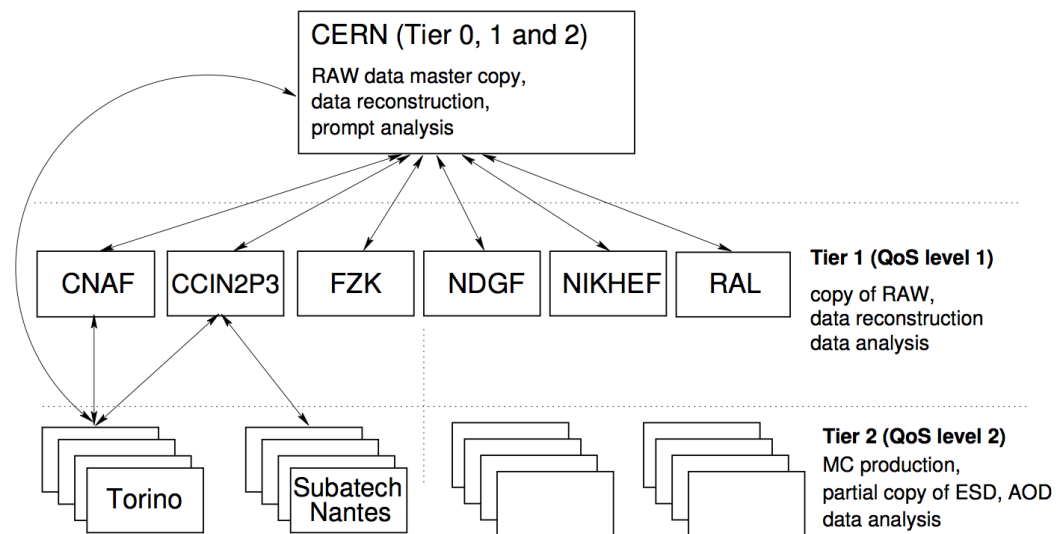 CERN (Tier 0, 1 and 2)
RAW data master copy,
data reconstruction,
prompt analysis
CNAF
CCIN2P3
FZK
NDGF
NIKHEF
RAL
Tier 1 (QoS level 1)
copy of RAW,
data reconstruction
data analysis
Torino
Subatech
Nantes
Tier 2 (QoS level 2)
MC production,
partial copy of ESD, AOD
data analysis